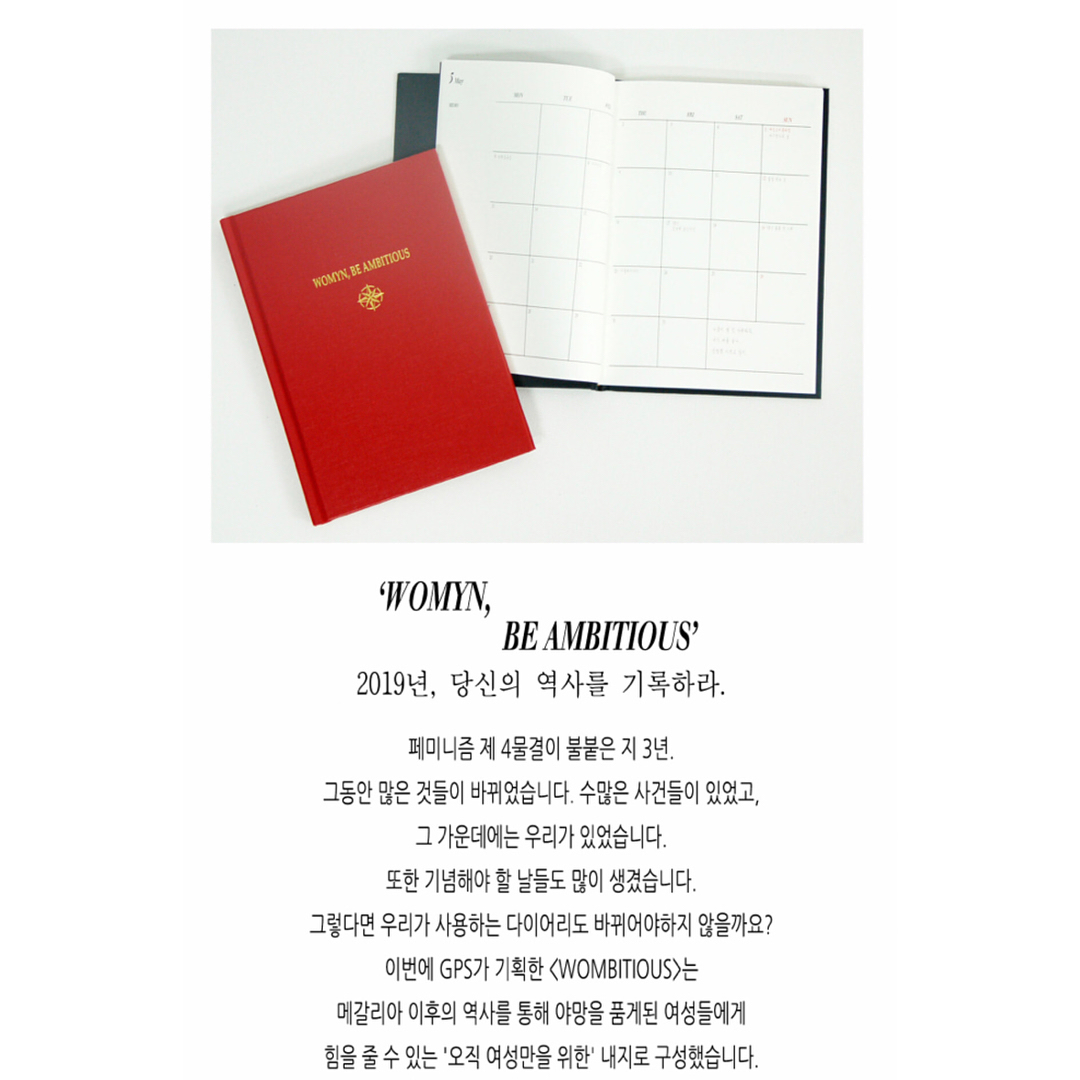 WOMYN, BE AMBITIOUS
5 May
MON
TUE
THU
FRI
SAT
SUN
‘WOMYN,
BE AMBITIOUS’
2019년, 당신의 역사를 기록하라.
페미니즘 제 4물결이 불붙은 지 3년.
그동안 많은 것들이 바뀌었습니다. 수많은 사건들이 있었고,
그 가운데에는 우리가 있었습니다.
또한 기념해야 할 날들도 많이 생겼습니다.
그렇다면 우리가 사용하는 다이어리도 바뀌어야하지 않을까요?
이번에 GPS가 기획한 <WOMBITIOUS>는
메갈리아 이후의 역사를 통해 야망을 품게된 여성들에게
힘을 줄 수 있는 '오직 여성만을 위한' 내지로 구성했습니다.